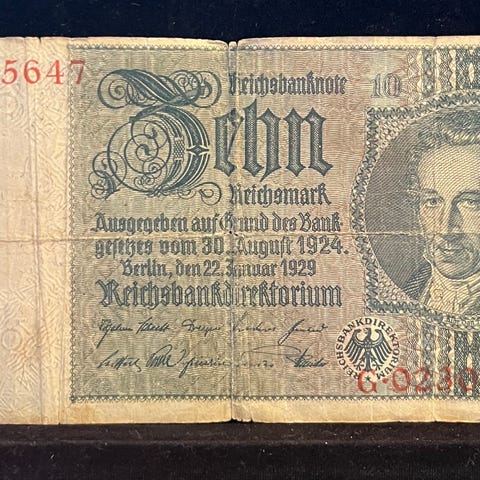 5647
Reichsbanknote
10
Zehn
Reichsmark
Ausgegeben auf Grund des Bank
gesetzes vom 30. August 1924.
Berlin, den 22. Januar 1929
Reichsbankdirektorium
REICHSBANKDIREKTORIUM
G·0230